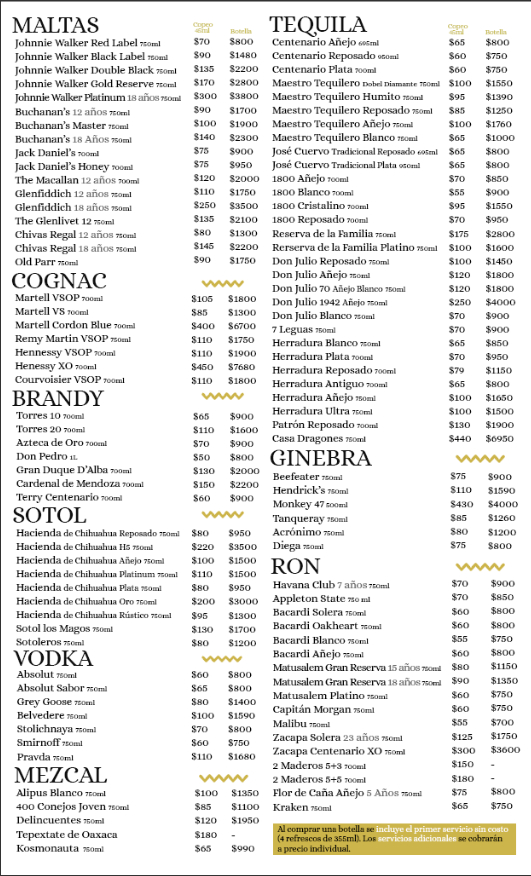 MALTAS
Copeo 45ml Botella
Johnnie Walker Red Label 750ml $70 $800
Johnnie Walker Black Label 750ml $90 $1480
Johnnie Walker Double Black 750ml $135 $2200
Johnnie Walker Gold Reserve 750ml $170 $2800
Johnnie Walker Platinum 18 años 750ml $300 $3800
Buchanan's 12 años 750ml $90 $1700
Buchanan's Master 750ml $100 $1900
Buchanan's 18 Años 750ml $140 $2300
Jack Daniel's 700ml $75 $900
Jack Daniel's Honey 700ml $75 $950
The Macallan 12 años 700ml $120 $2000
Glenfiddich 12 años 750ml $110 $1750
Glenfiddich 18 años 750ml $250 $3500
The Glenlivet 12 750ml $135 $2100
Chivas Regal 12 años 750ml $80 $1300
Chivas Regal 18 años 750ml $145 $2200
Old Parr 750ml $90 $1750
COGNAC
Martell VSOP 700ml $105 $1800
Martell VS 700ml $85 $1300
Martell Cordon Blue 700ml $400 $6700
Remy Martin VSOP 750ml $110 $1750
Hennessy VSOP 700ml $110 $1900
Henessy XO 700ml $450 $7680
Courvoisier VSOP 700ml $110 $1800
BRANDY
Torres 10 700ml $65 $900
Torres 20 700ml $110 $1600
Azteca de Oro 700ml $70 $900
Don Pedro 1L $50 $800
Gran Duque D'Alba 700ml $130 $2000
Cardenal de Mendoza 700ml $150 $2200
Terry Centenario 700ml $60 $900
SOTOL
Hacienda de Chihuahua Reposado 750ml $80 $950
Hacienda de Chihuahua H5 750ml $220 $3500
Hacienda de Chihuahua Añejo 750ml $100 $1500
Hacienda de Chihuahua Platinum 750ml $110 $1500
Hacienda de Chihuahua Plata 750ml $80 $950
Hacienda de Chihuahua Oro 750ml $200 $3000
Hacienda de Chihuahua Rústico 750ml $95 $1300
Sotol los Magos 750ml $130 $1700
Sotoleros 750ml $80 $1200
VODKA
Absolut 750ml $60 $800
Absolut Sabor 750ml $65 $800
Grey Goose 750ml $80 $1400
Belvedere 750ml $100 $1590
Stolichnaya 750ml $70 $800
Smirnoff 750ml $60 $750
Pravda 750ml $110 $1680
MEZCAL
Alipus Blanco 750ml $100 $1350
400 Conejos Joven 750ml $85 $1100
Delincuentes 750ml $120 $1950
Tepextate de Oaxaca $180 -
Kosmonauta 750ml $65 $990
TEQUILA
Copeo 45ml Botella
Centenario Añejo 695ml $65 $800
Centenario Reposado 950ml $60 $750
Centenario Plata 700ml $60 $750
Maestro Tequilero Dobel Diamante 750ml $100 $1550
Maestro Tequilero Humito 750ml $95 $1390
Maestro Tequilero Reposado 750ml $85 $1250
Maestro Tequilero Añejo 750ml $100 $1760
Maestro Tequilero Blanco 750ml $65 $1000
José Cuervo Tradicional Reposado 695ml $65 $800
José Cuervo Tradicional Plata 950ml $65 $800
1800 Añejo 700ml $70 $850
1800 Blanco 700ml $55 $900
1800 Cristalino 700ml $95 $1550
1800 Reposado 700ml $70 $950
Reserva de la Familia 750ml $175 $2800
Rerserva de la Familia Platino 750ml $100 $1600
Don Julio Reposado 750ml $100 $1450
Don Julio Añejo 750ml $120 $1800
Don Julio 70 Añejo Blanco 750ml $120 $1800
Don Julio 1942 Añejo 750ml $250 $4000
Don Julio Blanco 750ml $70 $900
7 Leguas 750ml $70 $900
Herradura Blanco 750ml $65 $850
Herradura Plata 700ml $70 $950
Herradura Reposado 700ml $79 $1150
Herradura Antiguo 700ml $65 $800
Herradura Añejo 750ml $100 $1650
Herradura Ultra 750ml $100 $1500
Patrón Reposado 700ml $130 $1900
Casa Dragones 750ml $440 $6950
GINEBRA
Beefeater 750ml $75 $900
Hendrick's 750ml $110 $1590
Monkey 47 500ml $430 $4000
Tanqueray 750ml $85 $1260
Acrónimo 750ml $80 $1200
Diega 750ml $75 $800
RON
Havana Club 7 años 750ml $70 $900
Appleton State 750 ml $70 $850
Bacardi Solera 750ml $60 $800
Bacardi Oakheart 750ml $60 $800
Bacardi Blanco 750ml $55 $750
Bacardi Añejo 750ml $60 $800
Matusalem Gran Reserva 15 años 750ml $80 $1150
Matusalem Gran Reserva 18 años 750ml $90 $1350
Matusalem Platino 750ml $60 $750
Capitán Morgan 750ml $60 $750
Malibu 750ml $55 $700
Zacapa Solera 23 años 750ml $125 $1750
Zacapa Centenario XO 750ml $300 $3600
2 Maderos 5+3 700ml $150 -
2 Maderos 5+5 700ml $180 -
Flor de Caña Añejo 5 Años 750ml $75 $800
Kraken 750ml $65 $750
Al comprar una botella se incluye el primer servicio sin costo
(4 refrescos de 355ml). Los servicios adicionales se cobrarán
a precio individual.